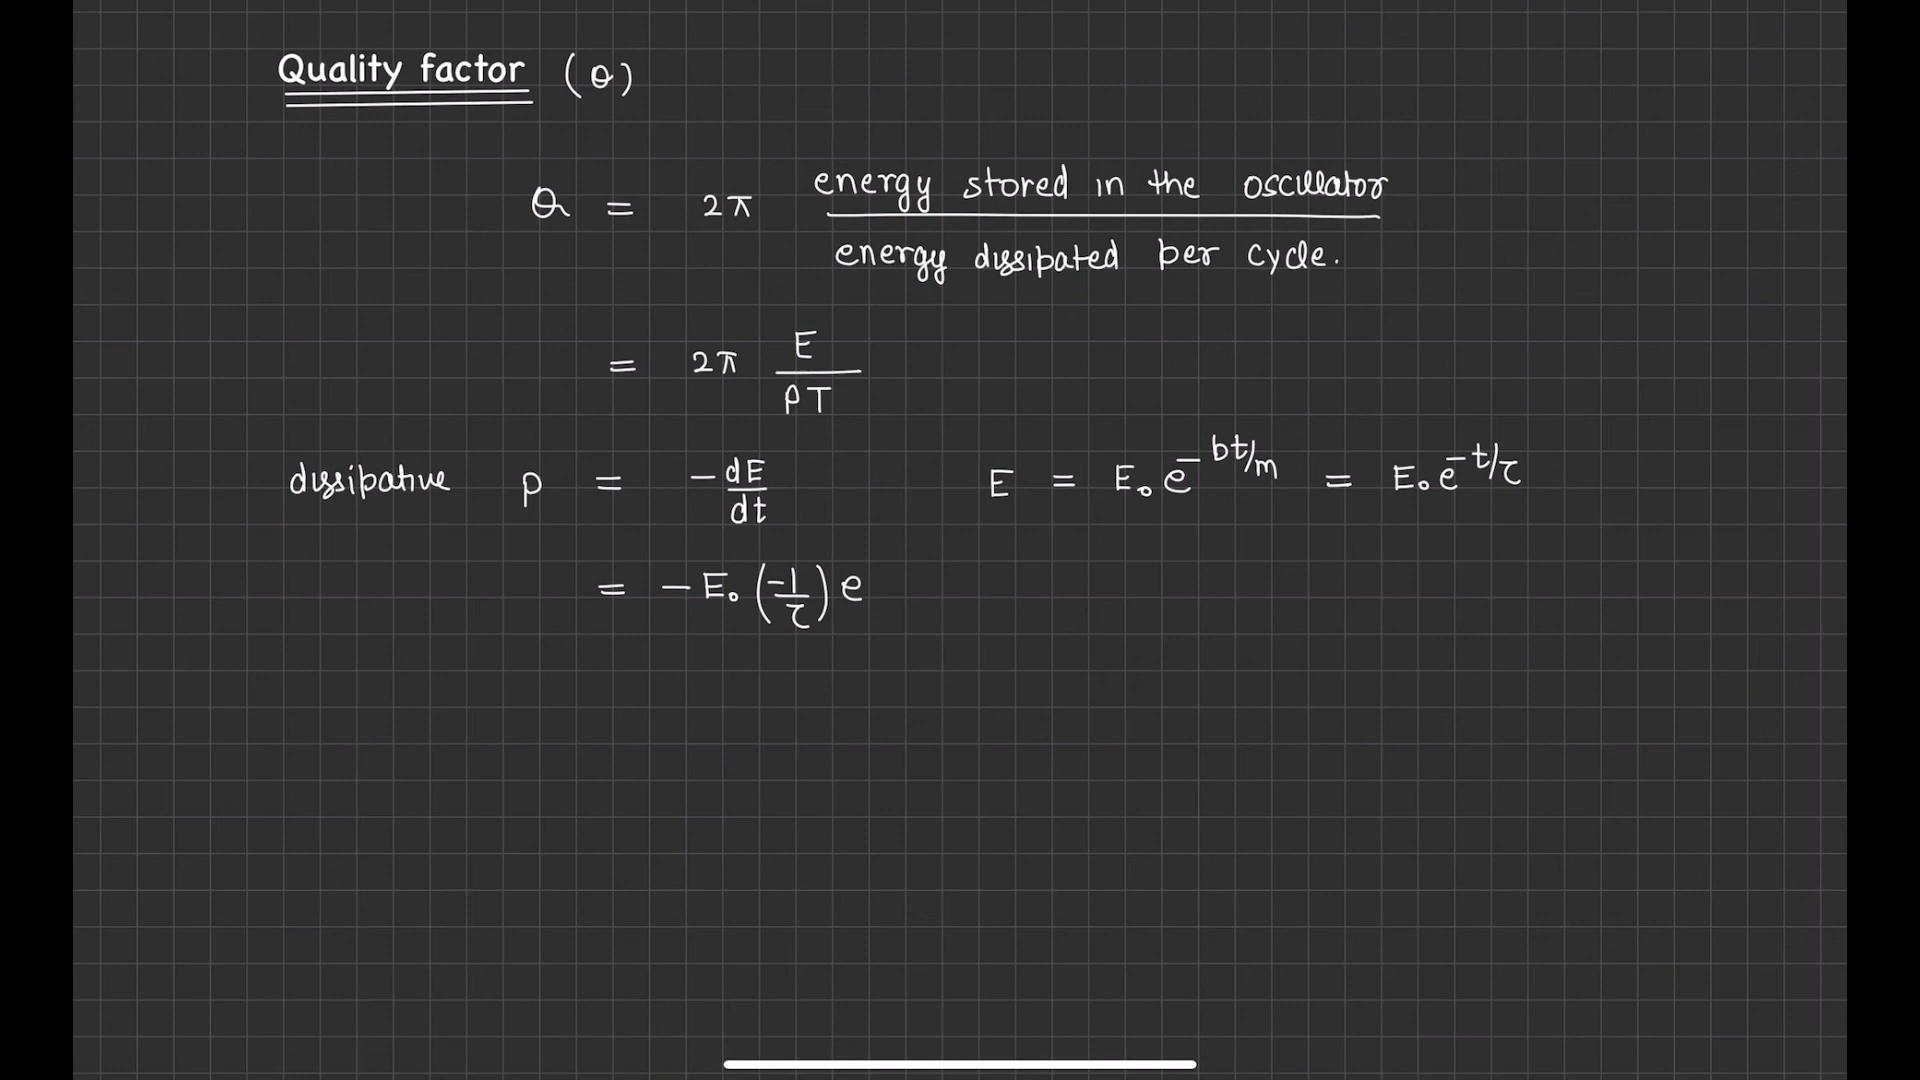 Quality factor (Q)
Q = 2π energy stored in the oscillator / energy dissipated per cycle.
= 2π E / PT
dissipative P = -dE/dt E = E₀e^(-bt/m) = E₀e^(-t/τ)
= -E₀ (-1/τ) e